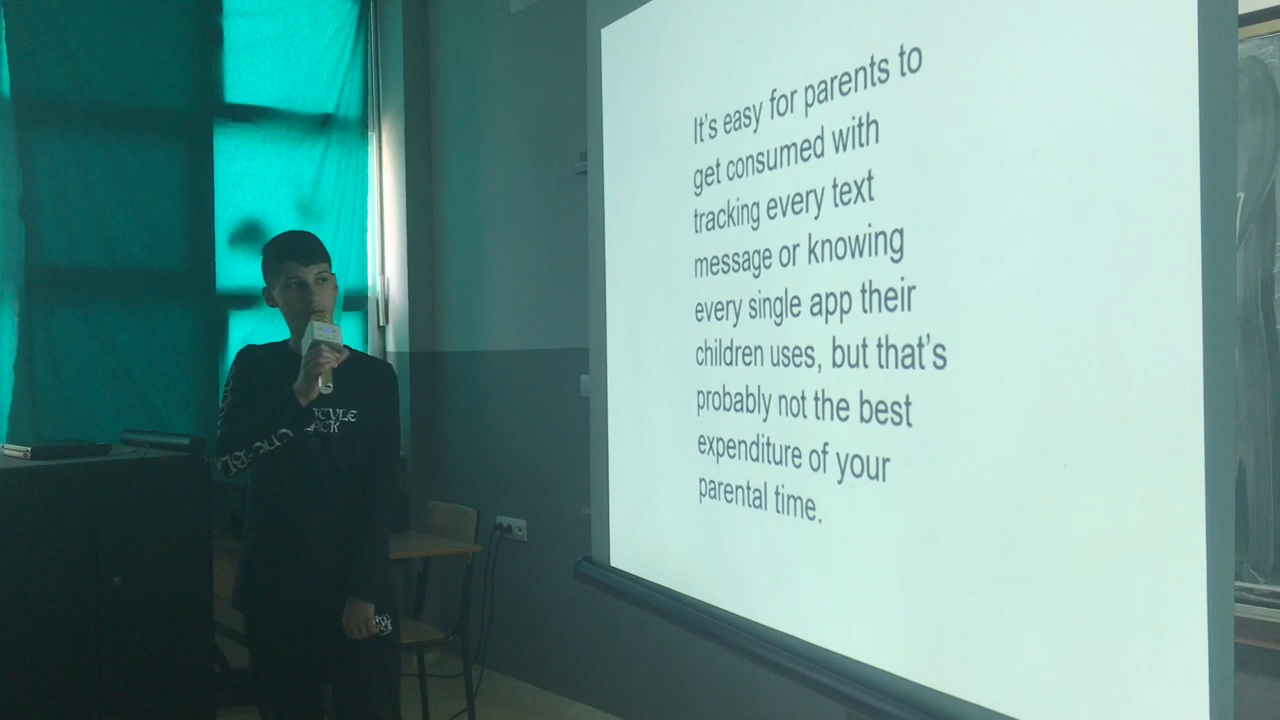 It's easy for parents to
get consumed with
tracking every text
message or knowing
every single app their
children uses, but that's
probably not the best
expenditure of your
parental time.